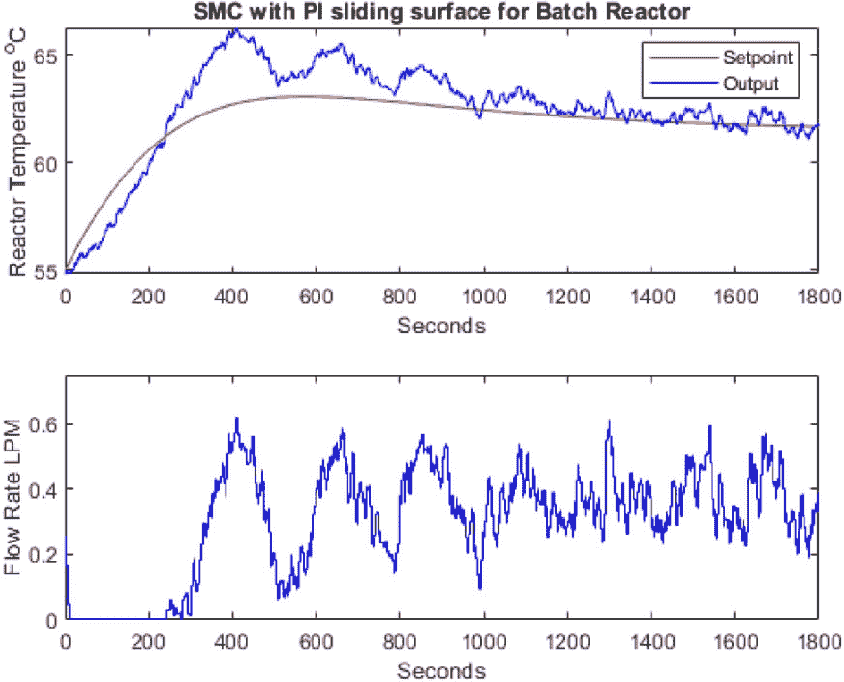 SMC with PI sliding surface for Batch Reactor
Reactor Temperature °C
65
60
55
Setpoint
Output
0 200 400 600 800 1000 1200 1400 1600 1800
Seconds
Flow Rate LPM
0.6
0.4
0.2
0
0 200 400 600 800 1000 1200 1400 1600 1800
Seconds